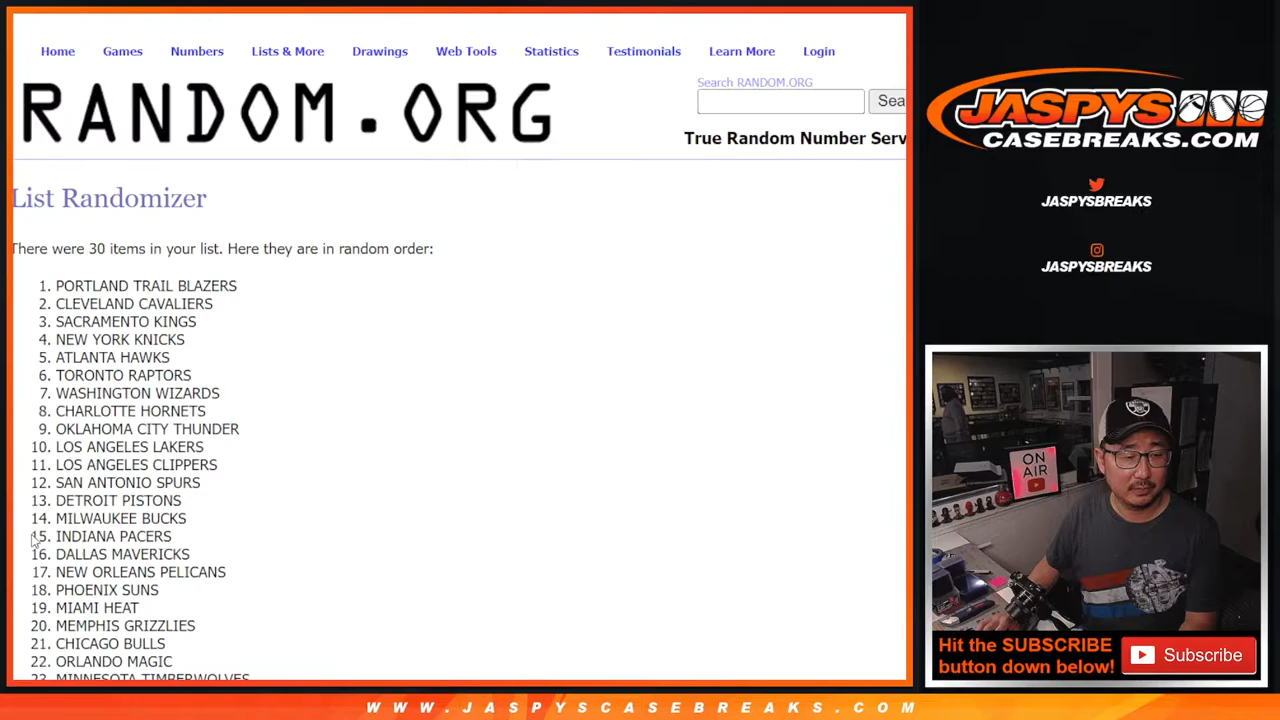 Home Games Numbers Lists & More Drawings Web Tools Statistics Testimonials Learn More Login
RANDOM.ORG
Search RANDOM.ORG
Sea
True Random Number Serv
List Randomizer
There were 30 items in your list. Here they are in random order:
1. PORTLAND TRAIL BLAZERS
2. CLEVELAND CAVALIERS
3. SACRAMENTO KINGS
4. NEW YORK KNICKS
5. ATLANTA HAWKS
6. TORONTO RAPTORS
7. WASHINGTON WIZARDS
8. CHARLOTTE HORNETS
9. OKLAHOMA CITY THUNDER
10. LOS ANGELES LAKERS
11. LOS ANGELES CLIPPERS
12. SAN ANTONIO SPURS
13. DETROIT PISTONS
14. MILWAUKEE BUCKS
15. INDIANA PACERS
16. DALLAS MAVERICKS
17. NEW ORLEANS PELICANS
18. PHOENIX SUNS
19. MIAMI HEAT
20. MEMPHIS GRIZZLIES
21. CHICAGO BULLS
22. ORLANDO MAGIC
23. MINNESOTA TIMBERWOLVES
JASPYS
CASEBREAKS.COM
JASPYSBREAKS
JASPYSBREAKS
ON
AIR
Hit the SUBSCRIBE
button down below!
Subscribe
WWW.JASPYSCASEBREAKS.COM